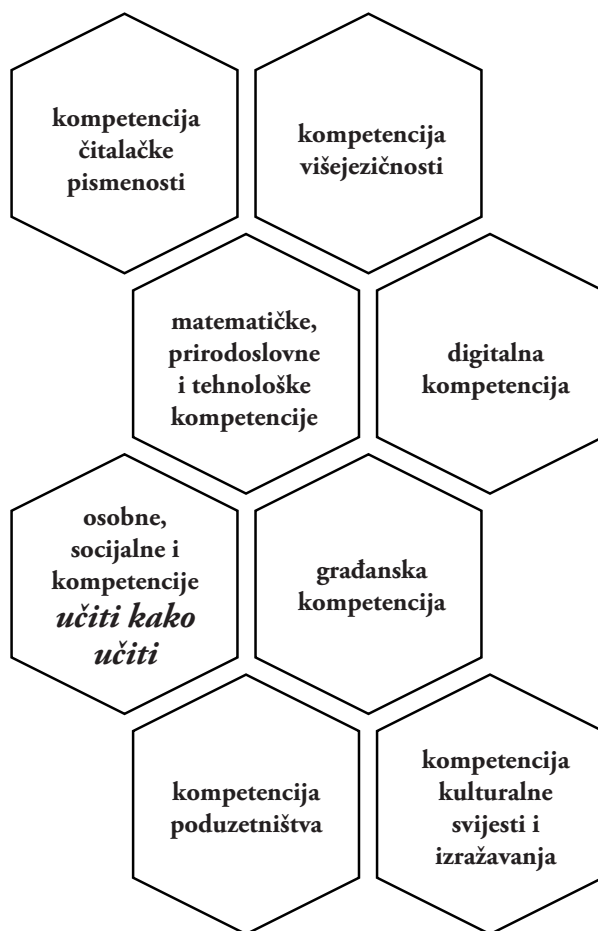 kompetencija
čitalačke
pismenosti
kompetencija
višejezičnosti
matematičke,
prirodoslovne
i tehnološke
kompetencije
digitalna
kompetencija
osobne,
socijalne i
kompetencije
učiti kako
učiti
građanska
kompetencija
kompetencija
poduzetništva
kompetencija
kulturalne
svijesti i
izražavanja